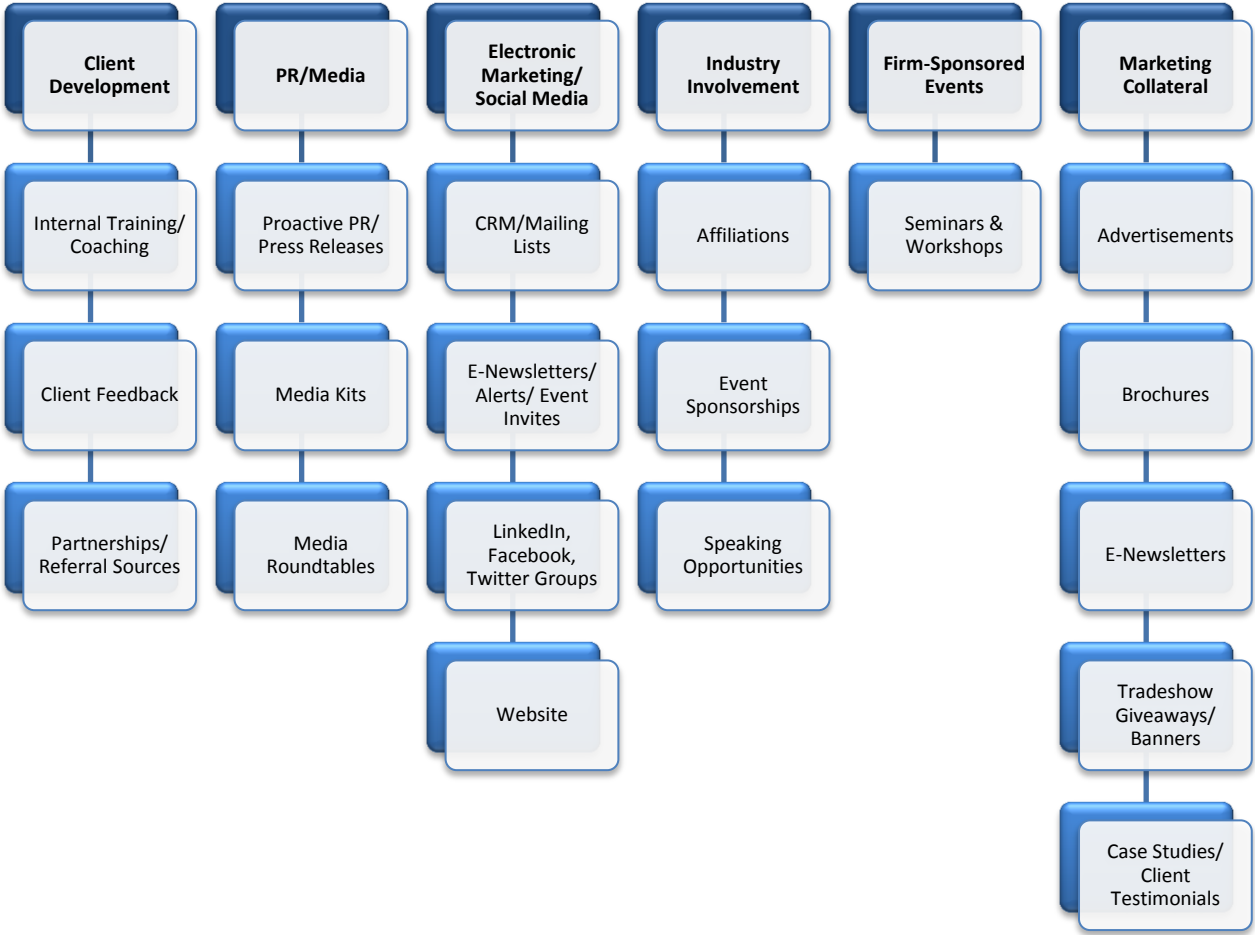 Client
Development
Internal Training/
Coaching
Client Feedback
Partnerships/
Referral Sources
PR/Media
Proactive PR/
Press Releases
Media Kits
Media
Roundtables
Electronic
Marketing/
Social Media
CRM/Mailing
Lists
E-Newsletters/
Alerts/ Event
Invites
LinkedIn,
Facebook,
Twitter Groups
Website
Industry
Involvement
Affiliations
Event
Sponsorships
Speaking
Opportunities
Firm-Sponsored
Events
Seminars &
Workshops
Marketing
Collateral
Advertisements
Brochures
E-Newsletters
Tradeshow
Giveaways/
Banners
Case Studies/
Client
Testimonials